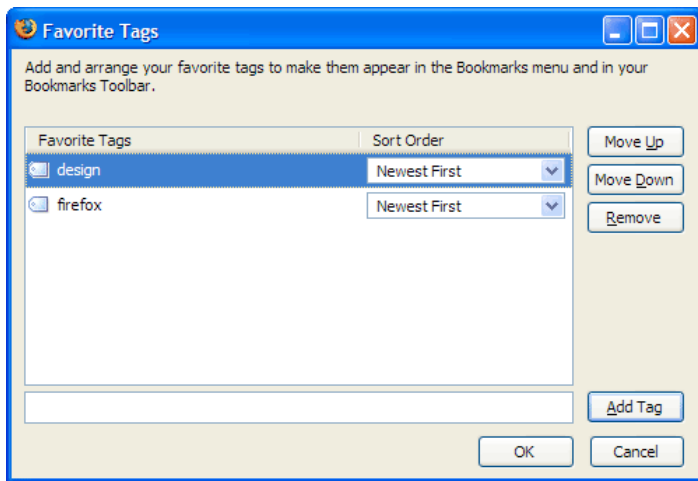 Favorite Tags
Add and arrange your favorite tags to make them appear in the Bookmarks menu and in your
Bookmarks Toolbar.
Favorite Tags Sort Order
design Newest First
firefox Newest First
Move Up
Move Down
Remove
Add Tag
OK Cancel